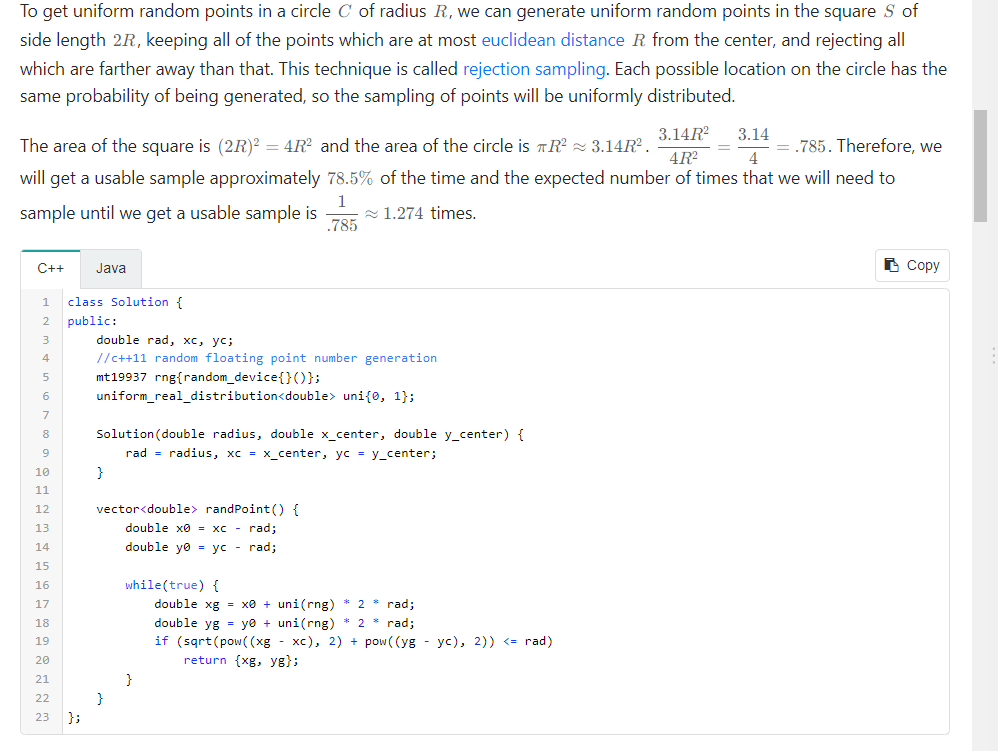 To get uniform random points in a circle C of radius R, we can generate uniform random points in the square S of
side length 2R, keeping all of the points which are at most euclidean distance R from the center, and rejecting all
which are farther away than that. This technique is called rejection sampling. Each possible location on the circle has the
same probability of being generated, so the sampling of points will be uniformly distributed.
The area of the square is (2R)² = 4R² and the area of the circle is πR² ≈ 3.14R². 3.14R²/4R² = 3.14/4 = .785. Therefore, we
will get a usable sample approximately 78.5% of the time and the expected number of times that we will need to
sample until we get a usable sample is 1/.785 ≈ 1.274 times.
C++ Java Copy
1 class Solution {
2 public:
3     double rad, xc, yc;
4     //c++11 random floating point number generation
5     mt19937 rng{random_device{}()};
6     uniform_real_distribution<double> uni{0, 1};
7
8     Solution(double radius, double x_center, double y_center) {
9         rad = radius, xc = x_center, yc = y_center;
10     }
11
12     vector<double> randPoint() {
13         double x0 = xc - rad;
14         double y0 = yc - rad;
15
16         while(true) {
17             double xg = x0 + uni(rng) * 2 * rad;
18             double yg = y0 + uni(rng) * 2 * rad;
19             if (sqrt(pow((xg - xc), 2) + pow((yg - yc), 2)) <= rad)
20                 return {xg, yg};
21         }
22     }
23 };